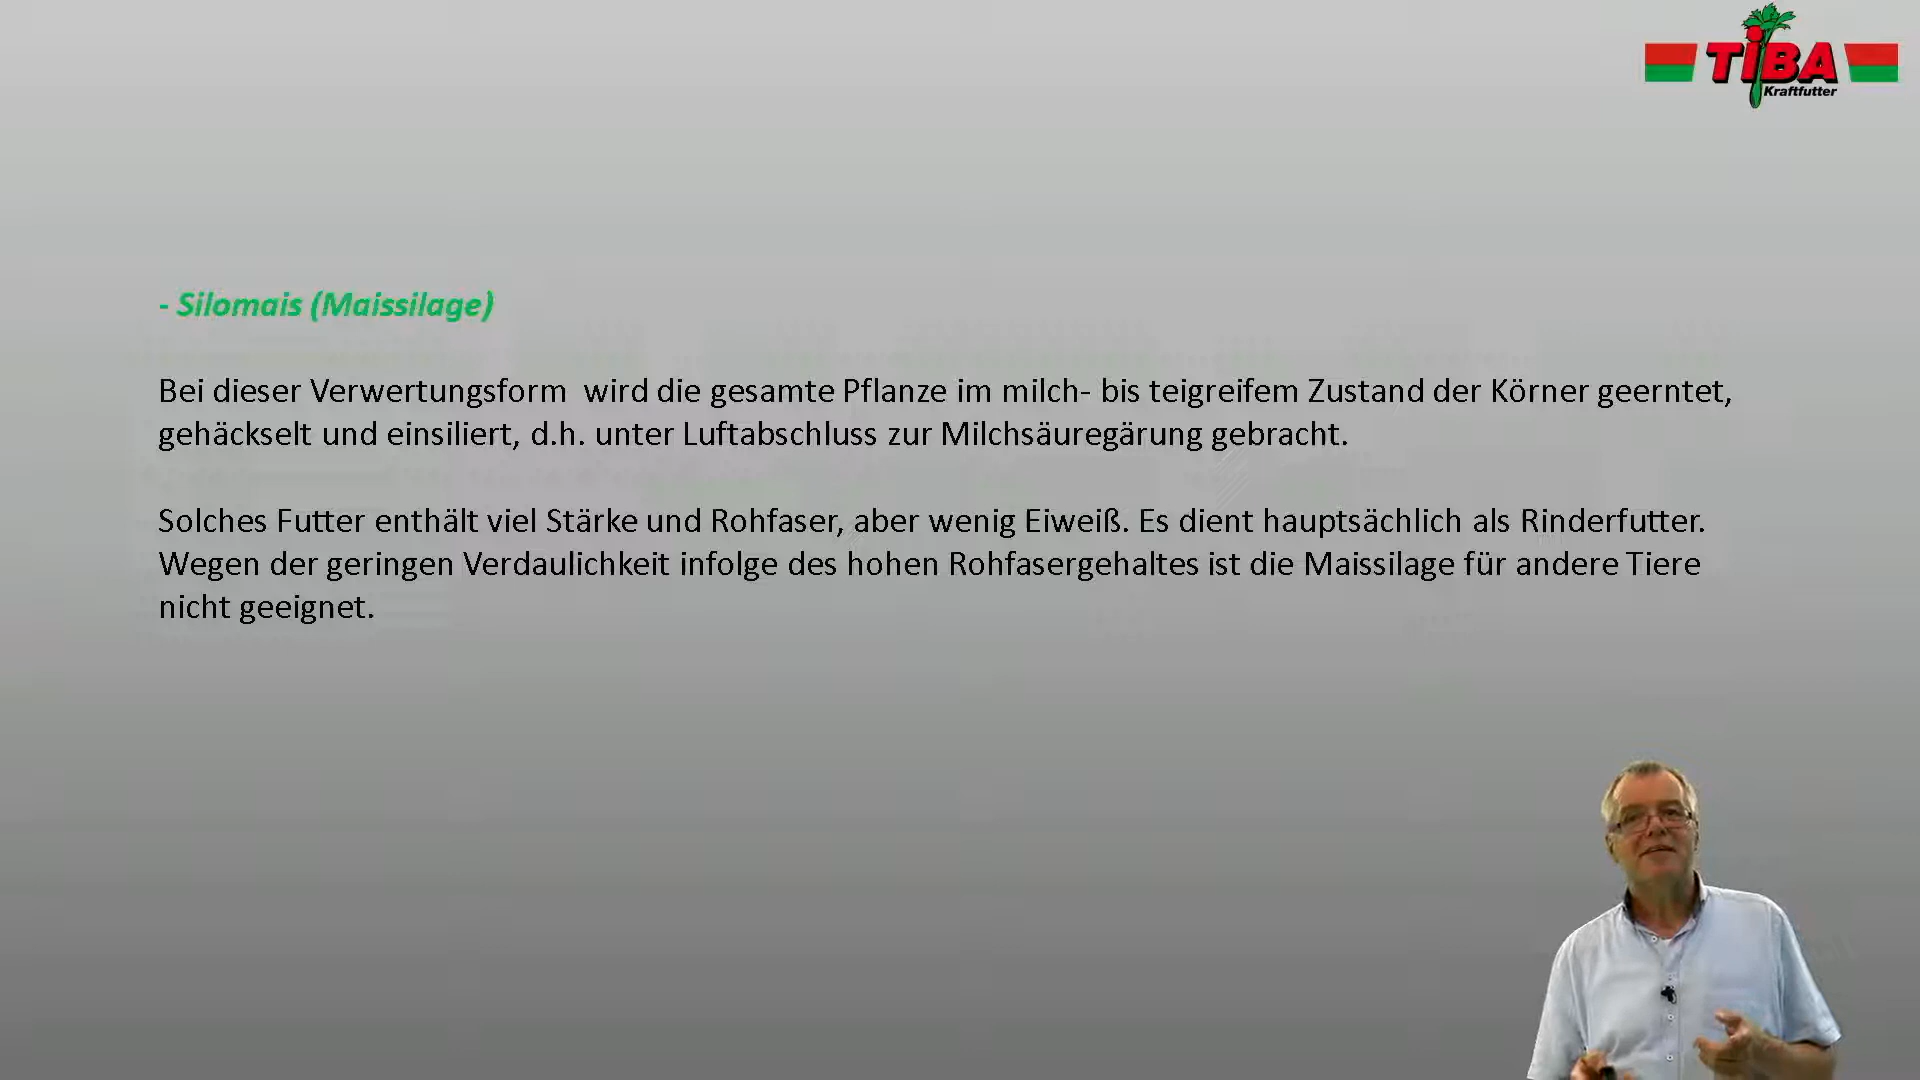 TiBA
Kraftfutter
- Silomais (Maissilage)
Bei dieser Verwertungsform wird die gesamte Pflanze im milch- bis teigreifem Zustand der Körner geerntet,
gehäckselt und einsiliert, d.h. unter Luftabschluss zur Milchsäuregärung gebracht.
Solches Futter enthält viel Stärke und Rohfaser, aber wenig Eiweiß. Es dient hauptsächlich als Rinderfutter.
Wegen der geringen Verdaulichkeit infolge des hohen Rohfasergehaltes ist die Maissilage für andere Tiere
nicht geeignet.